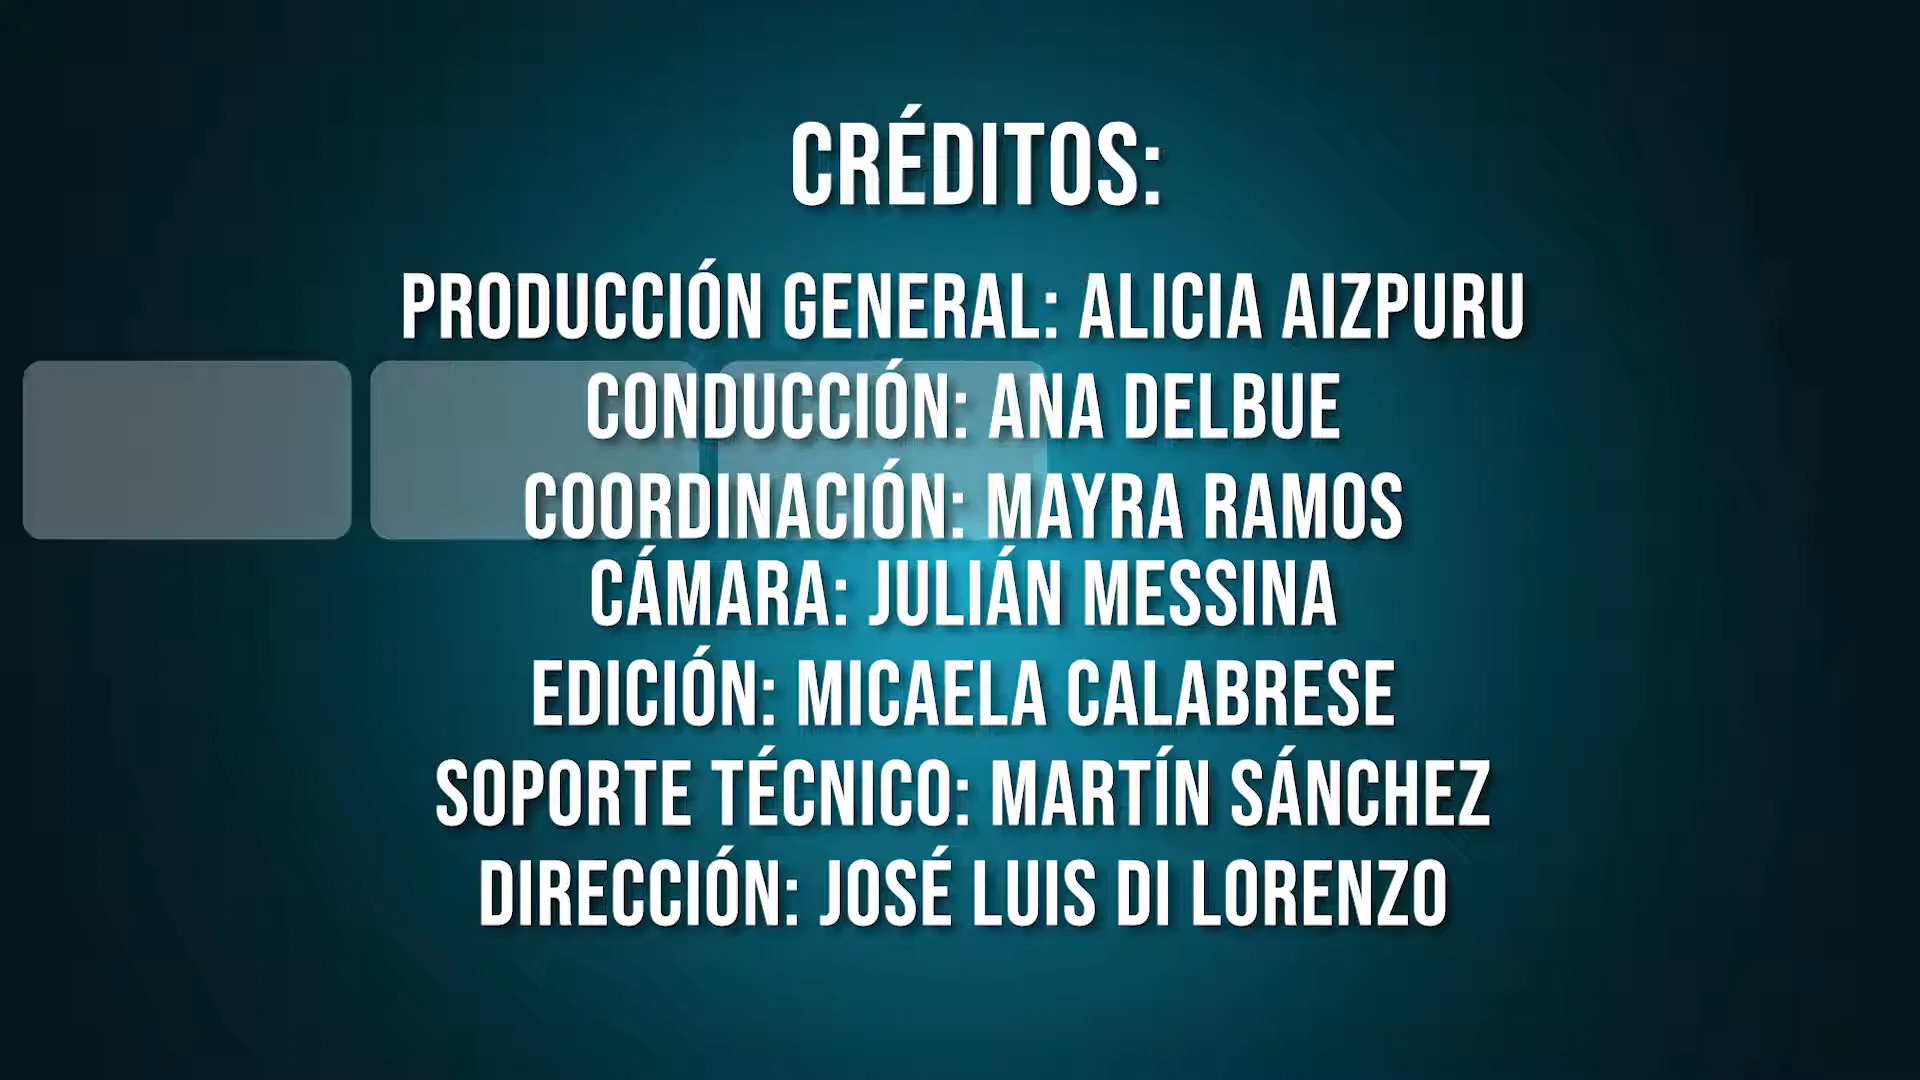 CRÉDITOS:
PRODUCCIÓN GENERAL: ALICIA AIZPURU
CONDUCCIÓN: ANA DELBUE
COORDINACIÓN: MAYRA RAMOS
CÁMARA: JULIÁN MESSINA
EDICIÓN: MICAELA CALABRESE
SOPORTE TÉCNICO: MARTÍN SÁNCHEZ
DIRECCIÓN: JOSÉ LUIS DI LORENZO